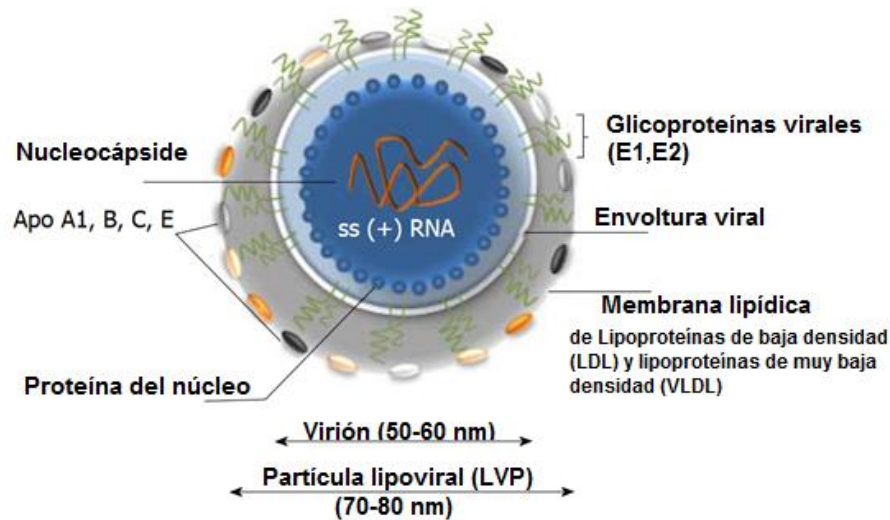 Nucleocápside
Apo A1, B, C, E
Proteína del núcleo
ss (+) RNA
Glicoproteínas virales
(E1,E2)
Envoltura viral
Membrana lipídica
de Lipoproteínas de baja densidad
(LDL) y lipoproteínas de muy baja
densidad (VLDL)
Virión (50-60 nm)
Partícula lipoviral (LVP)
(70-80 nm)